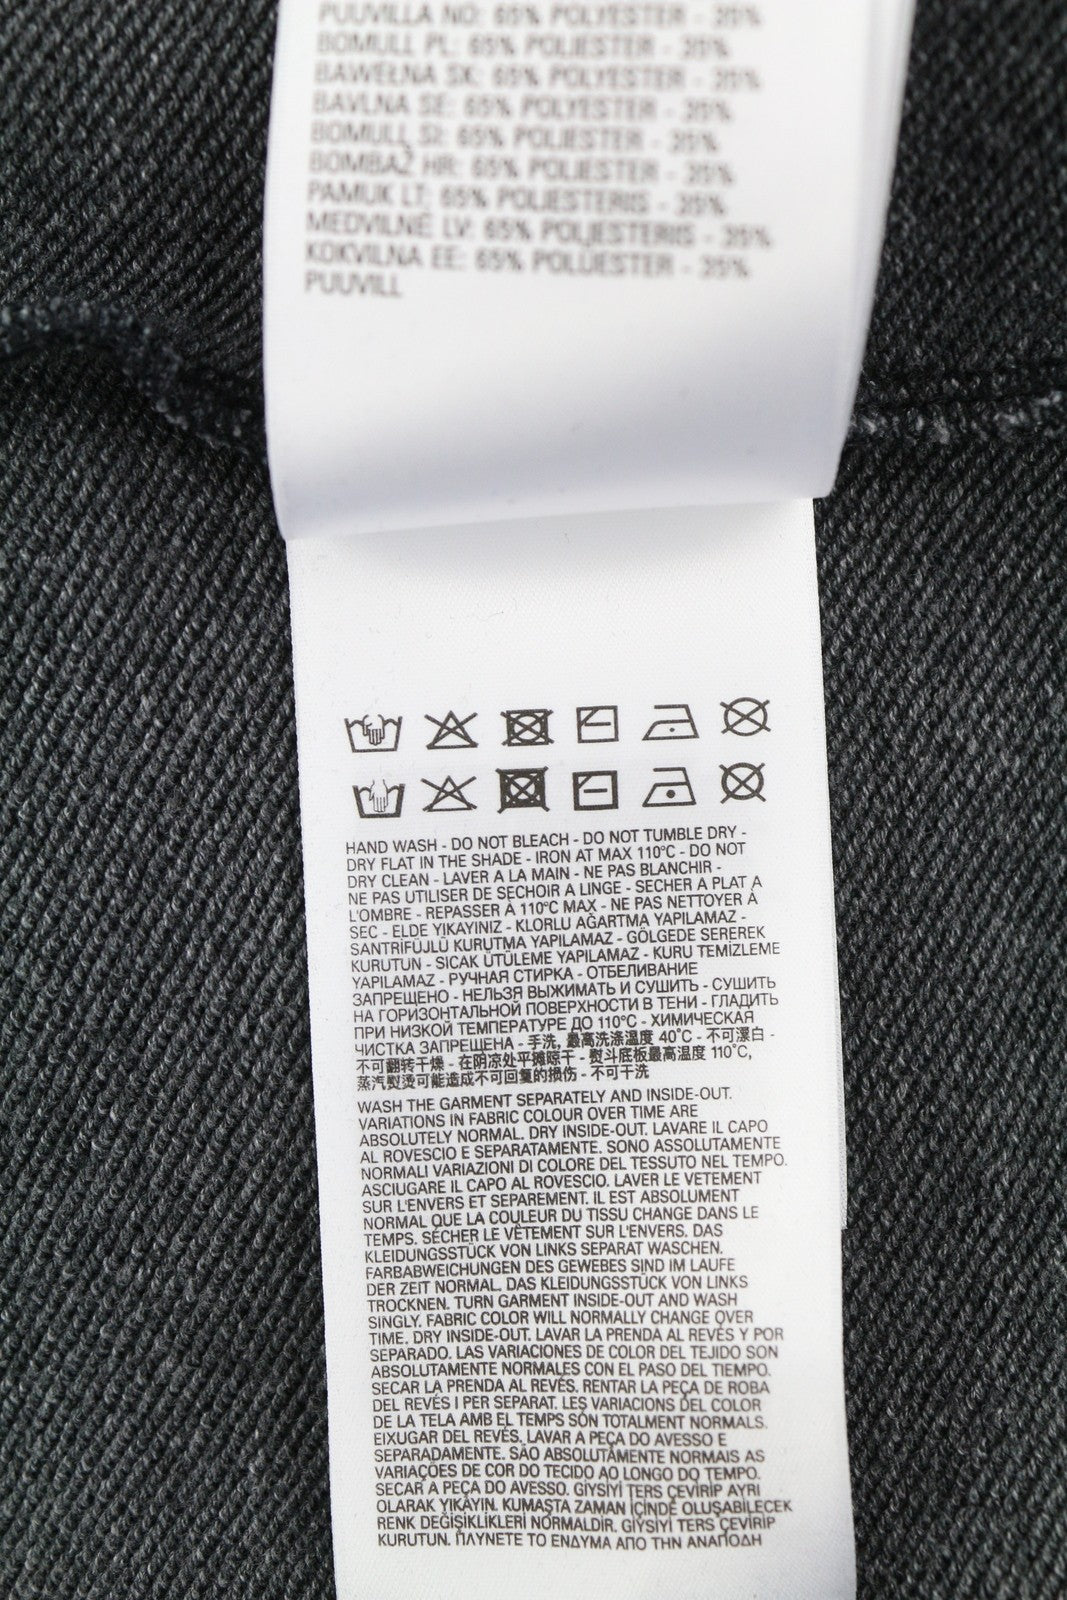 PUUVILLA NO: 65% POLYESTER - 35%
BOMULL PL: 65% POLIESTER - 35%
BAWEŁNA SK: 65% POLYESTER - 35%
BAVLNA SE: 65% POLYESTER - 35%
BOMULL SI: 65% POLIESTER - 35%
BOMBAŽ HR: 65% POLIESTER - 35%
PAMUK LT: 65% POLIESTERIS - 35%
MEDVILNĖ LV: 65% POLIESTERIS - 35%
KOKVILNA EE: 65% POLÜESTER - 35%
PUUVILL
HAND WASH - DO NOT BLEACH - DO NOT TUMBLE DRY -
DRY FLAT IN THE SHADE - IRON AT MAX 110°C - DO NOT
DRY CLEAN - LAVER A LA MAIN - NE PAS BLANCHIR -
NE PAS UTILISER DE SECHOIR A LINGE - SECHER A PLAT A
L'OMBRE - REPASSER À 110°C MAX - NE PAS NETTOYER À
SEC - ELDE YIKAYINIZ - KLORLU AĞARTMA YAPILAMAZ -
SANTRİFÜJLÜ KURUTMA YAPILAMAZ - GÖLGEDE SEREREK
KURUTUN - SICAK ÜTÜLEME YAPILAMAZ - KURU TEMİZLEME
YAPILAMAZ - РУЧНАЯ СТИРКА - ОТБЕЛИВАНИЕ
ЗАПРЕЩЕНО - НЕЛЬЗЯ ВЫЖИМАТЬ И СУШИТЬ - СУШИТЬ
НА ГОРИЗОНТАЛЬНОЙ ПОВЕРХНОСТИ В ТЕНИ - ГЛАДИТЬ
ПРИ НИЗКОЙ ТЕМПЕРАТУРЕ ДО 110°C - ХИМИЧЕСКАЯ
ЧИСТКА ЗАПРЕЩЕНА - 手洗, 最高洗涤温度 40°C - 不可漂白 -
不可翻转干燥 - 在阴凉处平摊晾干 - 熨斗底板最高温度 110°C,
蒸汽熨烫可能造成不可回复的损伤 - 不可干洗
WASH THE GARMENT SEPARATELY AND INSIDE-OUT.
VARIATIONS IN FABRIC COLOUR OVER TIME ARE
ABSOLUTELY NORMAL. DRY INSIDE-OUT. LAVARE IL CAPO
AL ROVESCIO E SEPARATAMENTE. SONO ASSOLUTAMENTE
NORMALI VARIAZIONI DI COLORE DEL TESSUTO NEL TEMPO.
ASCIUGARE IL CAPO AL ROVESCIO. LAVER LE VETEMENT
SUR L'ENVERS ET SEPAREMENT. IL EST ABSOLUMENT
NORMAL QUE LA COULEUR DU TISSU CHANGE DANS LE
TEMPS. SÉCHER LE VÊTEMENT SUR L'ENVERS. DAS
KLEIDUNGSSTÜCK VON LINKS SEPARAT WASCHEN.
FARBABWEICHUNGEN DES GEWEBES SIND IM LAUFE
DER ZEIT NORMAL. DAS KLEIDUNGSSTÜCK VON LINKS
TROCKNEN. TURN GARMENT INSIDE-OUT AND WASH
SINGLY. FABRIC COLOR WILL NORMALLY CHANGE OVER
TIME. DRY INSIDE-OUT. LAVAR LA PRENDA AL REVÉS Y POR
SEPARADO. LAS VARIACIONES DE COLOR DEL TEJIDO SON
ABSOLUTAMENTE NORMALES CON EL PASO DEL TIEMPO.
SECAR LA PRENDA AL REVÉS. RENTAR LA PEÇA DE ROBA
DEL REVÉS I PER SEPARAT. LES VARIACIONS DEL COLOR
DE LA TELA AMB EL TEMPS SÓN TOTALMENT NORMALS.
EIXUGAR DEL REVÉS. LAVAR A PEÇA DO AVESSO E
SEPARADAMENTE. SÃO ABSOLUTAMENTE NORMAIS AS
VARIAÇÕES DE COR DO TECIDO AO LONGO DO TEMPO.
SECAR A PEÇA DO AVESSO. GİYSİYİ TERS ÇEVİRİP AYRI
OLARAK YIKAYIN. KUMAŞTA ZAMAN İÇİNDE OLUŞABİLECEK
RENK DEĞİŞİKLİKLERİ NORMALDİR. GİYSİYİ TERS ÇEVİRİP
KURUTUN. ΠΛΥΝΕΤΕ ΤΟ ΕΝΔΥΜΑ ΑΠΟ ΤΗΝ ΑΝΑΠΟΔΗ